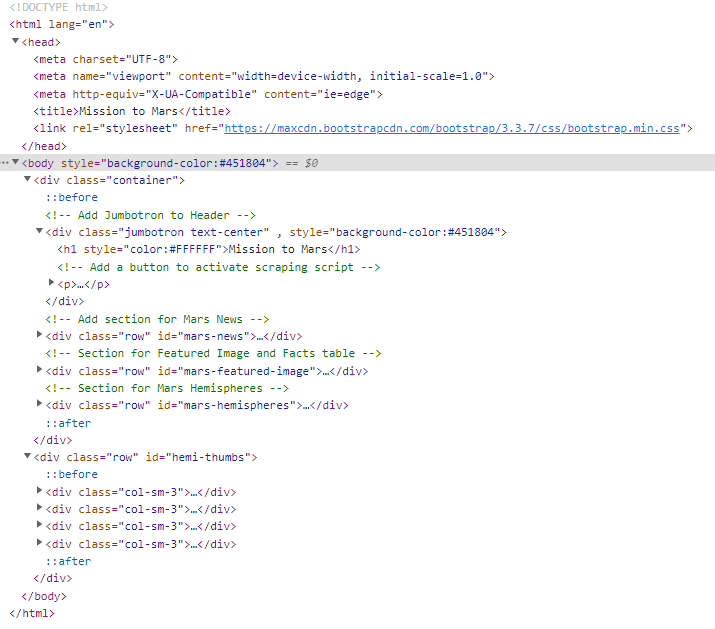 <!DOCTYPE html>
<html lang="en">
<head>
<meta charset="UTF-8">
<meta name="viewport" content="width=device-width, initial-scale=1.0">
<meta http-equiv="X-UA-Compatible" content="ie=edge">
<title>Mission to Mars</title>
<link rel="stylesheet" href="https://maxcdn.bootstrapcdn.com/bootstrap/3.3.7/css/bootstrap.min.css">
</head>
<body style="background-color:#451804"> == $0
<div class="container">
::before
<!-- Add Jumbotron to Header -->
<div class="jumbotron text-center" , style="background-color:#451804">
<h1 style="color:#FFFFFF">Mission to Mars</h1>
<!-- Add a button to activate scraping script -->
<p>…</p>
</div>
<!-- Add section for Mars News -->
<div class="row" id="mars-news">…</div>
<!-- Section for Featured Image and Facts table -->
<div class="row" id="mars-featured-image">…</div>
<!-- Section for Mars Hemispheres -->
<div class="row" id="mars-hemispheres">…</div>
::after
</div>
<div class="row" id="hemi-thumbs">
::before
<div class="col-sm-3">…</div>
<div class="col-sm-3">…</div>
<div class="col-sm-3">…</div>
<div class="col-sm-3">…</div>
::after
</div>
</body>
</html>